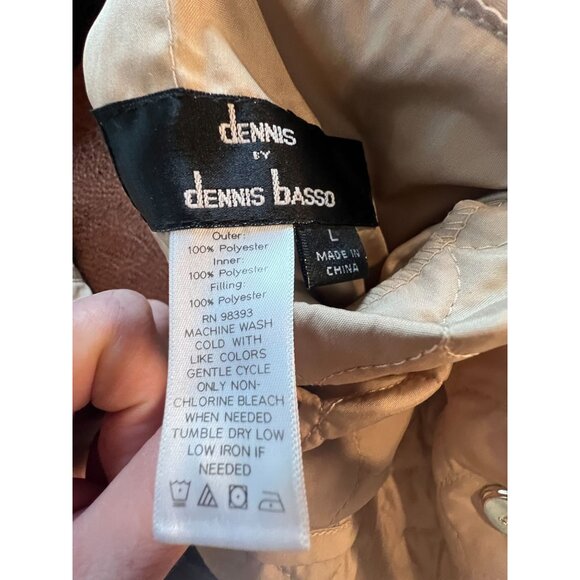 dENNIS
BY
dENNIS bASSO
L
MADE IN
CHINA
Outer:
100% Polyester
Inner:
100% Polyester
Filling:
100% Polyester
RN 98393
MACHINE WASH
COLD WITH
LIKE COLORS
GENTLE CYCLE
ONLY NON-
CHLORINE BLEACH
WHEN NEEDED
TUMBLE DRY LOW
LOW IRON IF
NEEDED